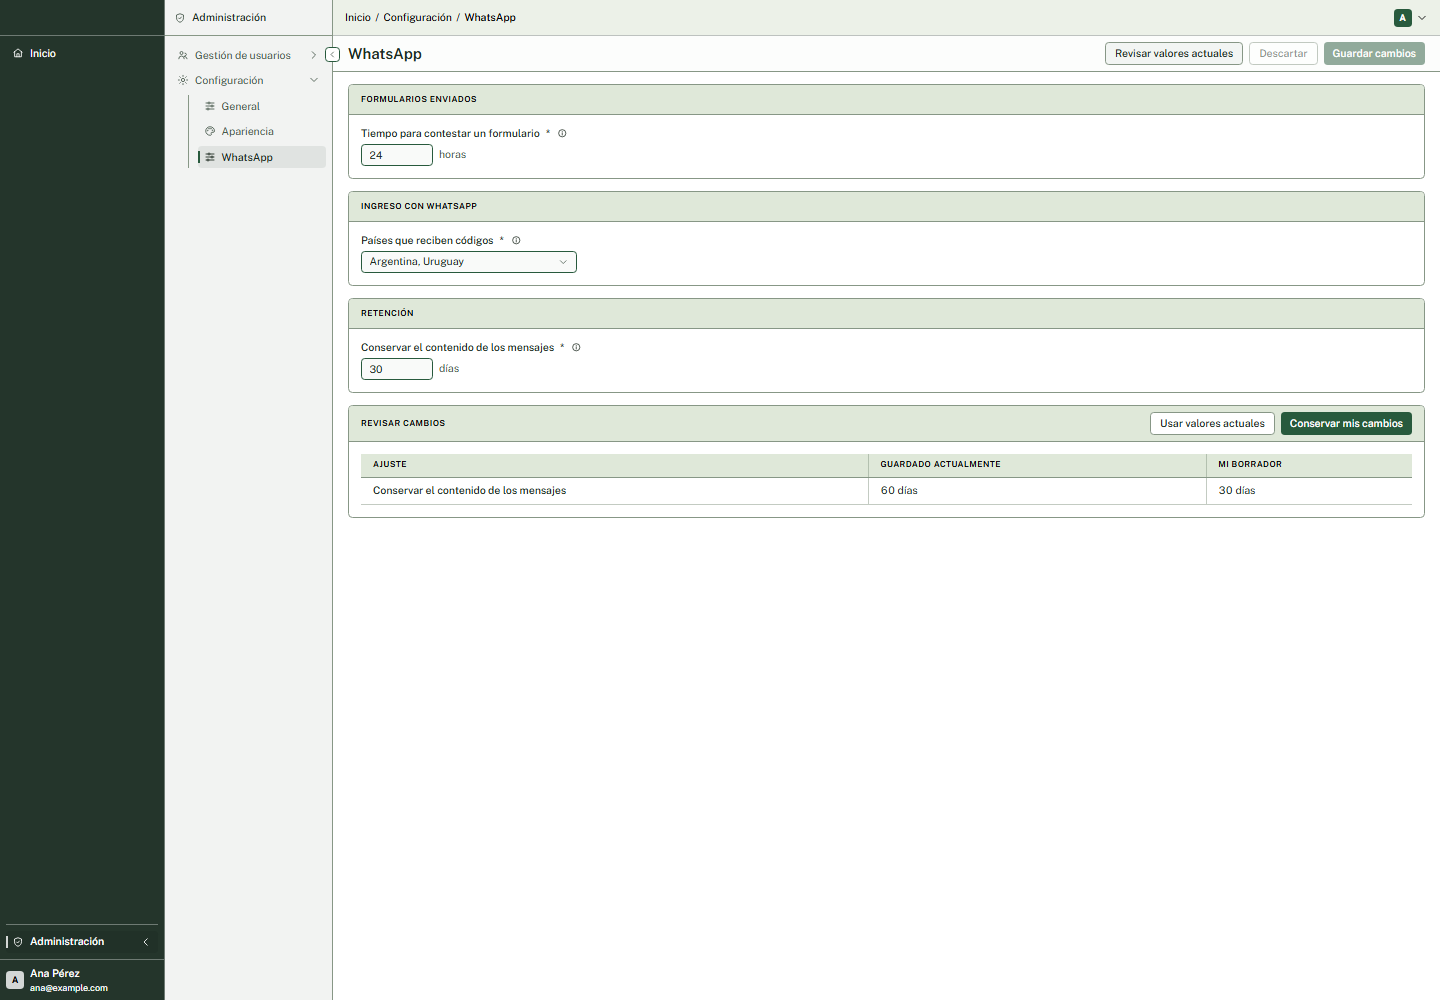 Administración
Inicio / Configuración / WhatsApp
A
Inicio
Gestión de usuarios
Configuración
General
Apariencia
WhatsApp
WhatsApp
Revisar valores actuales
Descartar
Guardar cambios
FORMULARIOS ENVIADOS
Tiempo para contestar un formulario *
24 horas
INGRESO CON WHATSAPP
Países que reciben códigos *
Argentina, Uruguay
RETENCIÓN
Conservar el contenido de los mensajes *
30 días
REVISAR CAMBIOS
Usar valores actuales
Conservar mis cambios
AJUSTE GUARDADO ACTUALMENTE MI BORRADOR
Conservar el contenido de los mensajes 60 días 30 días
Administración
A
Ana Pérez
ana@example.com